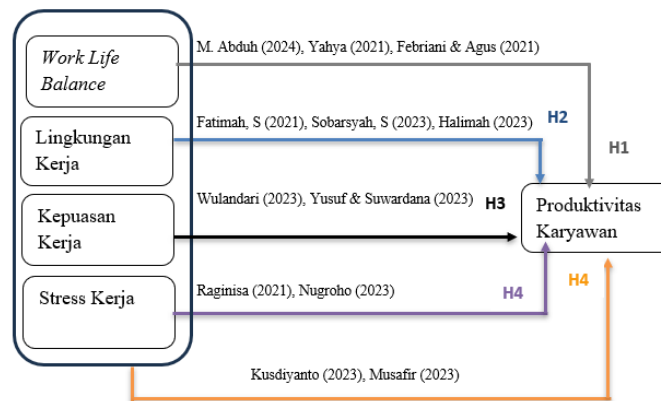 M. Abduh (2024), Yahya (2021), Febriani & Agus (2021)
Work Life
Balance
Fatimah, S (2021), Sobarsyah, S (2023), Halimah (2023)
H2
Lingkungan
Kerja
H1
Wulandari (2023), Yusuf & Suwardana (2023)
H3
Kepuasan
Kerja
Produktivitas
Karyawan
Raginisa (2021), Nugroho (2023)
H4
H4
Stress Kerja
Kusdiyanto (2023), Musafir (2023)